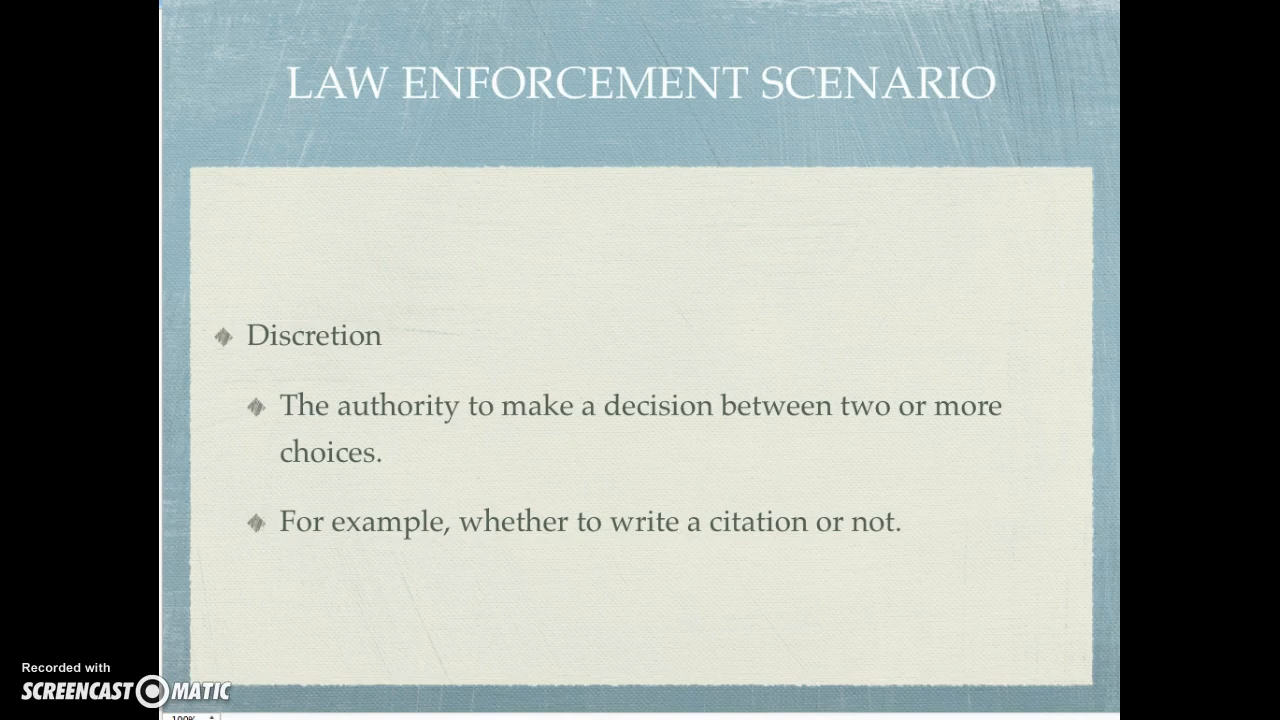 LAW ENFORCEMENT SCENARIO
Discretion
The authority to make a decision between two or more
choices.
For example, whether to write a citation or not.
Recorded with
SCREENCAST O MATIC
100%